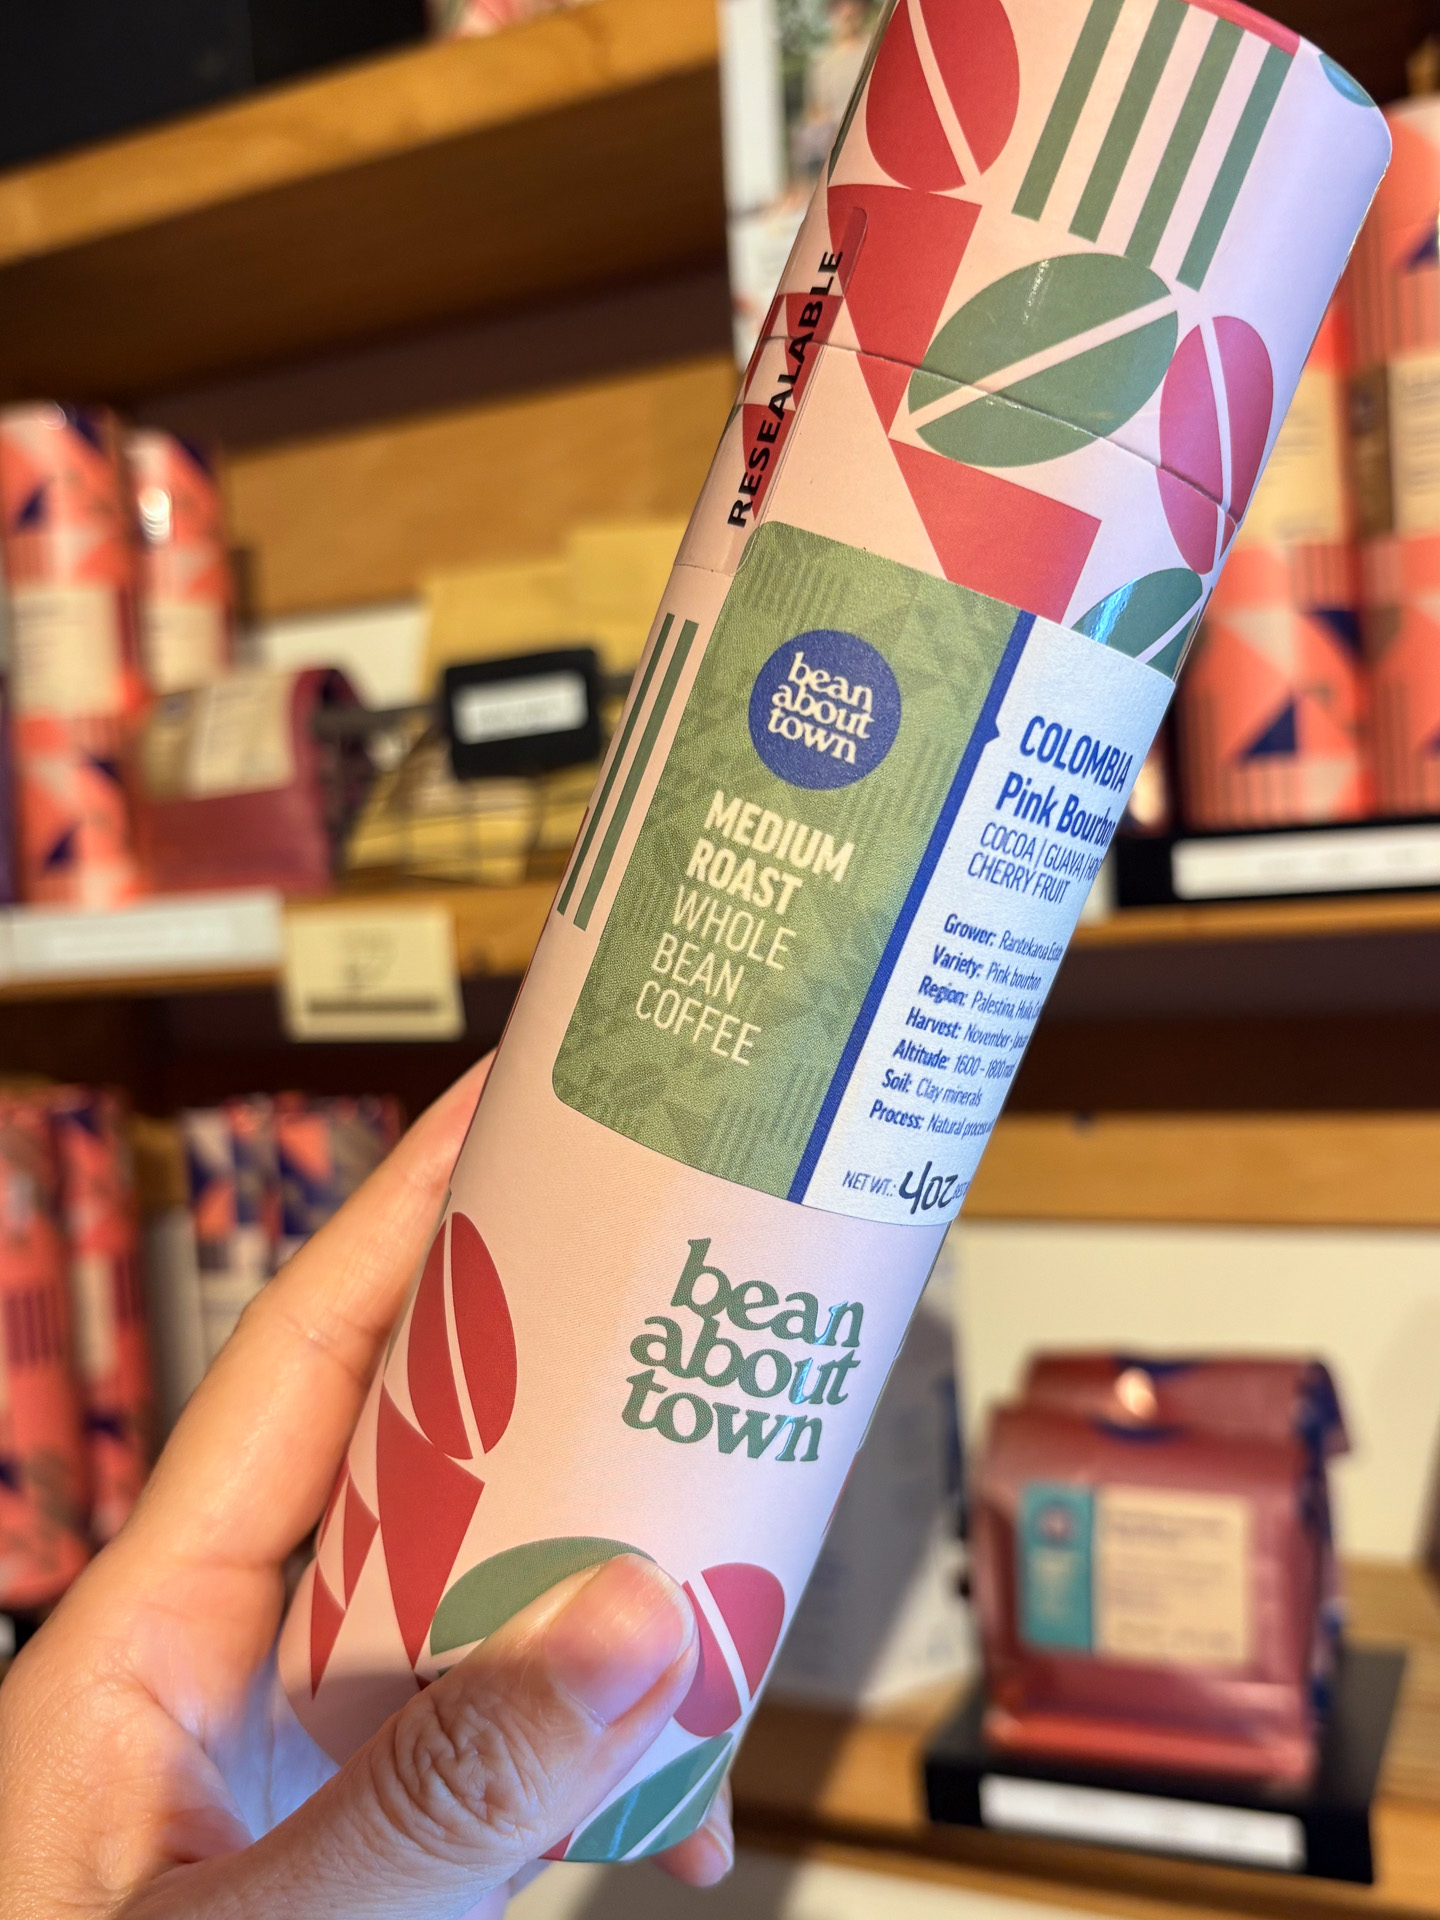 RESEALABLE
bean
about
town
MEDIUM
ROAST
WHOLE
BEAN
COFFEE
COLOMBIA
Pink Bourbon
COCOA | GUAVA |
CHERRY FRUIT
Grower: Rantekarua
Variety: Pink bourbon
Region: Palestina, Huila,
Harvest: November-
Altitude: 1600 - 1800
Soil: Clay minerals
Process: Natural process
NET WT.: 4oz
bean
about
town